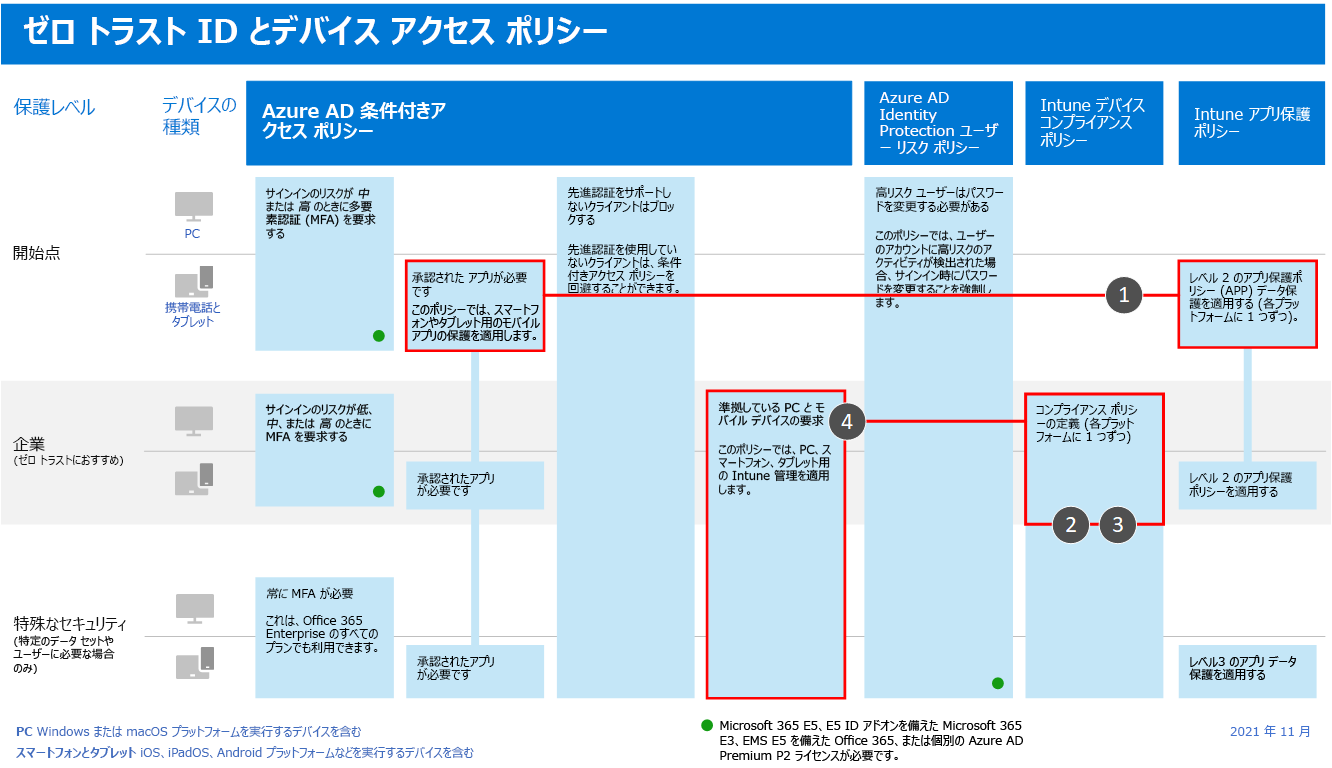 ゼロ トラスト ID とデバイス アクセス ポリシー
保護レベル
デバイスの
種類
Azure AD 条件付きア
クセス ポリシー
Azure AD
Identity
Protection ユーザ
ー リスク ポリシー
Intune デバイス
コンプライアンス
ポリシー
Intune アプリ保護
ポリシー
開始点
PC
携帯電話と
タブレット
サインインのリスクが 中
または 高 のときに多要
素認証 (MFA) を要求
する
承認された アプリが必要
です
このポリシーでは、スマートフ
ォンやタブレット用のモバイル
アプリの保護を適用します。
先進認証をサポートし
ないクライアントはブロッ
クする
先進認証を使用してい
ないクライアントは、条件
付きアクセス ポリシーを
回避することができます。
高リスク ユーザーはパスワー
ドを変更する必要がある
このポリシーでは、ユーザー
のアカウントに高リスクのア
クティビティが検出された場
合、サインイン時にパスワー
ドを変更することを強制し
ます。
1
レベル 2 のアプリ保護ポ
リシー (APP) データ保
護を適用する (各プラッ
トフォームに 1 つずつ)。
企業
(ゼロ トラストにおすすめ)
サインインのリスクが低、
中、または 高 のときに
MFA を要求する
承認されたアプリ
が必要です
準拠している PC とモ
バイル デバイスの要求
このポリシーでは、PC、ス
マートフォン、タブレット用
の Intune 管理を適用
します。
4
コンプライアンス ポリシ
ーの定義 (各プラット
フォームに 1 つずつ)
2
3
レベル 2 のアプリ保護
ポリシーを適用する
特殊なセキュリティ
(特定のデータ セットや
ユーザーに必要な場合
のみ)
常に MFA が必要
これは、Office 365
Enterprise のすべての
プランでも利用できます。
承認されたアプリ
が必要です
レベル3 のアプリ データ
保護を適用する
PC Windows または macOS プラットフォームを実行するデバイスを含む
スマートフォンとタブレット iOS、iPadOS、Android プラットフォームなどを実行するデバイスを含む
Microsoft 365 E5、E5 ID アドオンを備えた Microsoft 365
E3、EMS E5 を備えた Office 365、または個別の Azure AD
Premium P2 ライセンスが必要です。
2021 年 11 月